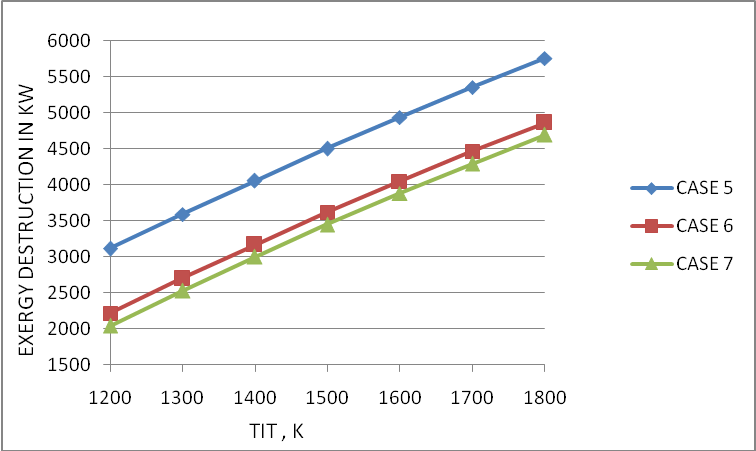 EXERGY DESTRUCTION IN KW
6000
5500
5000
4500
4000
3500
3000
2500
2000
1500
1200 1300 1400 1500 1600 1700 1800
TIT , K
CASE 5
CASE 6
CASE 7